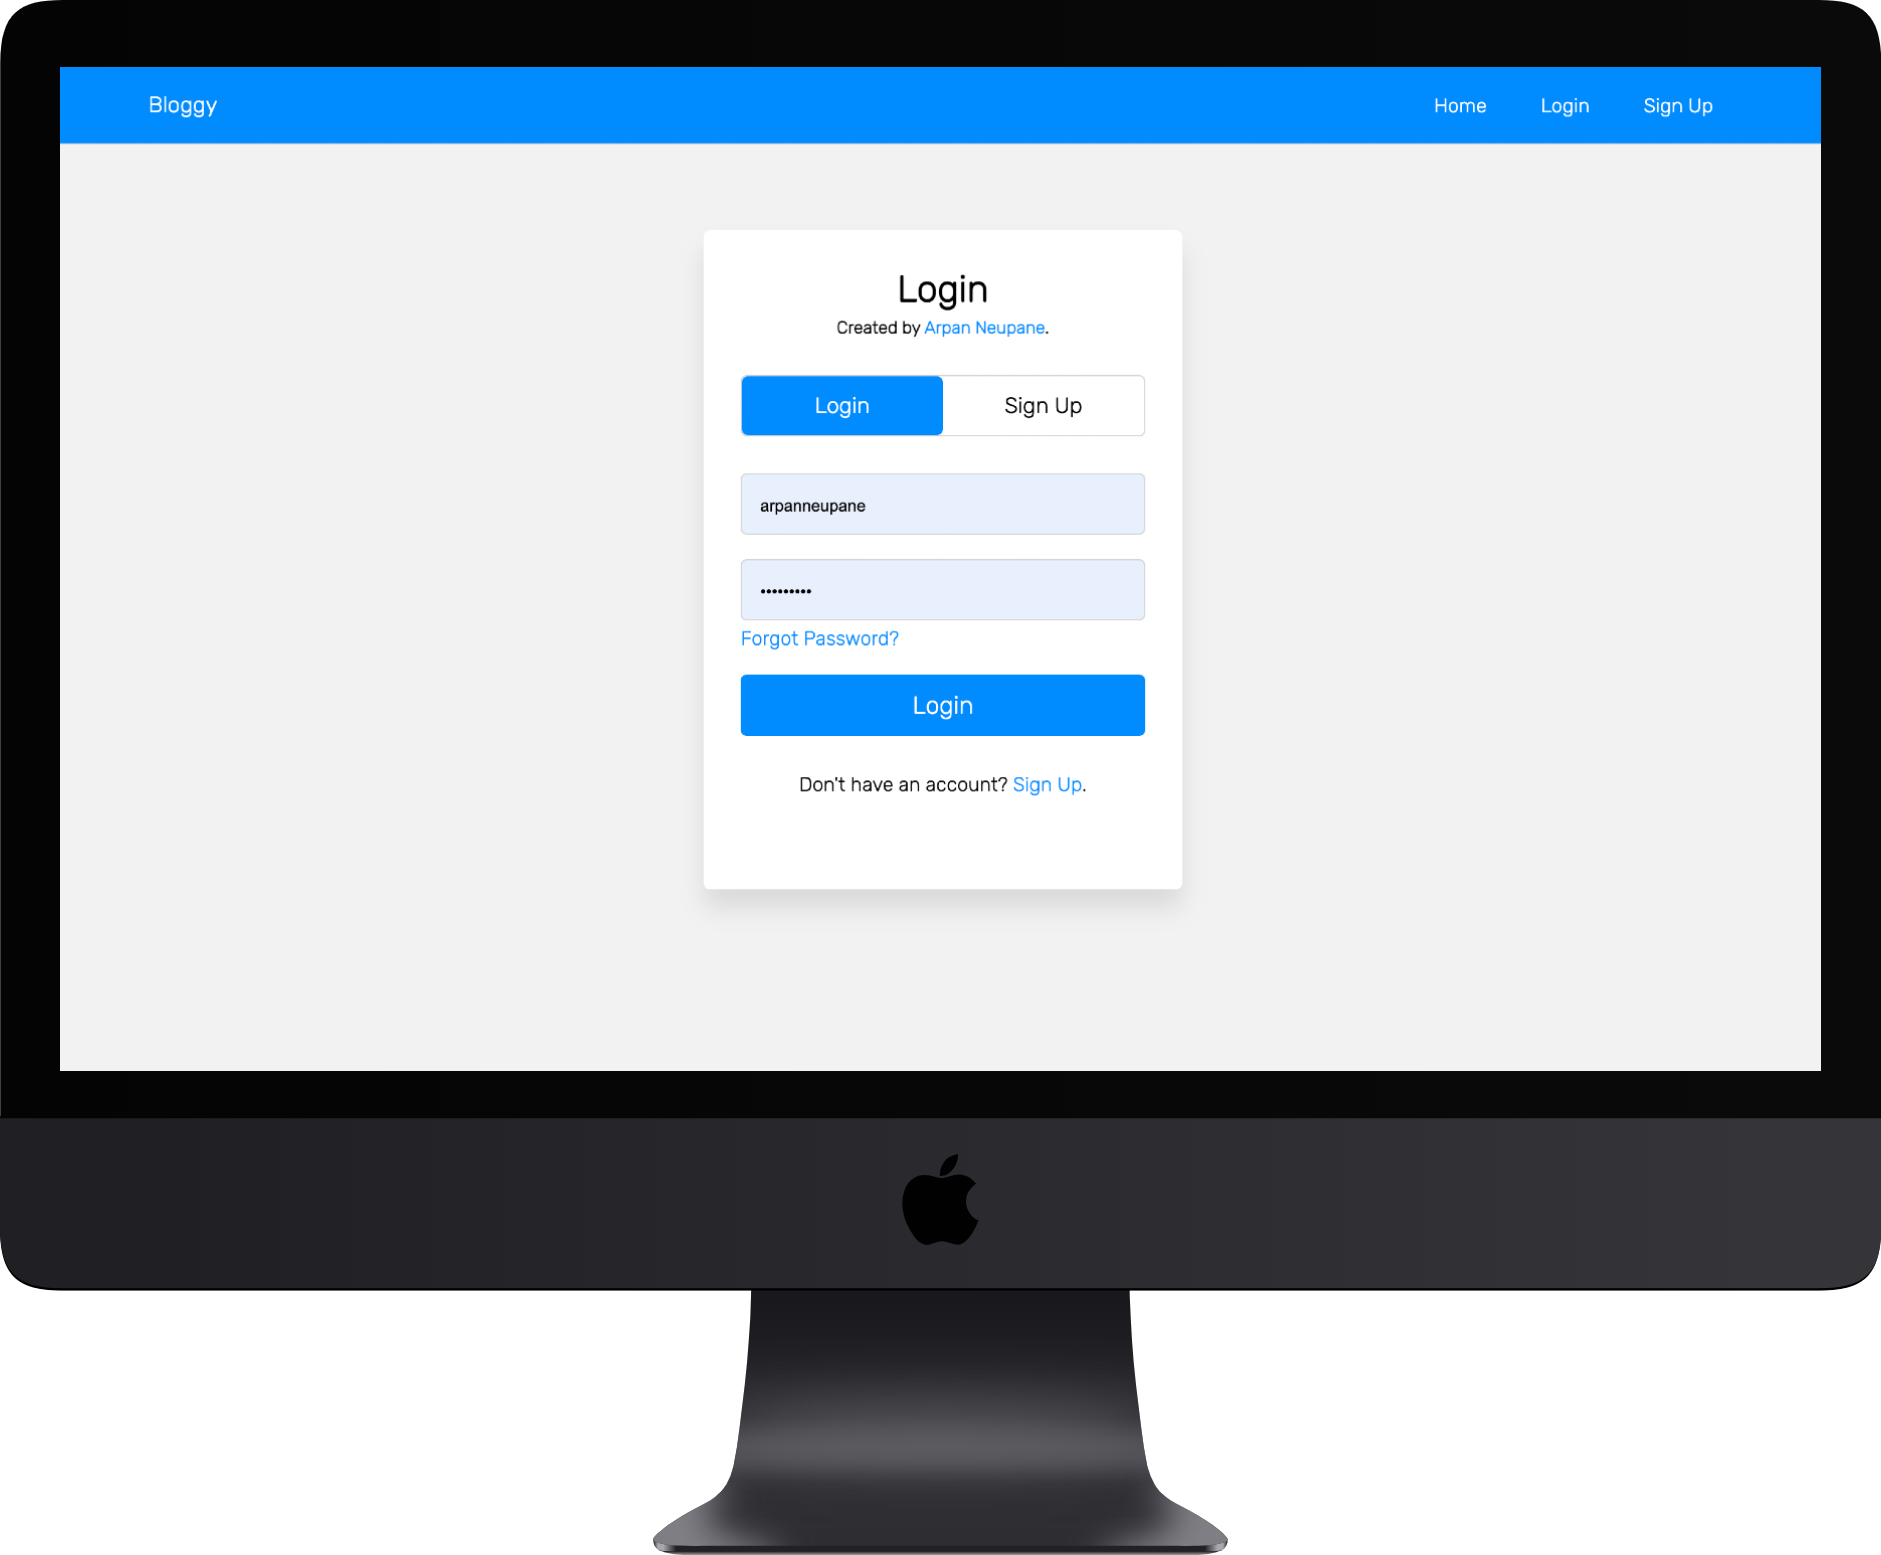 Bloggy Home Login Sign Up
Login
Created by Arpan Neupane.
Login Sign Up
arpanneupane
•••••••••
Forgot Password?
Login
Don't have an account? Sign Up.